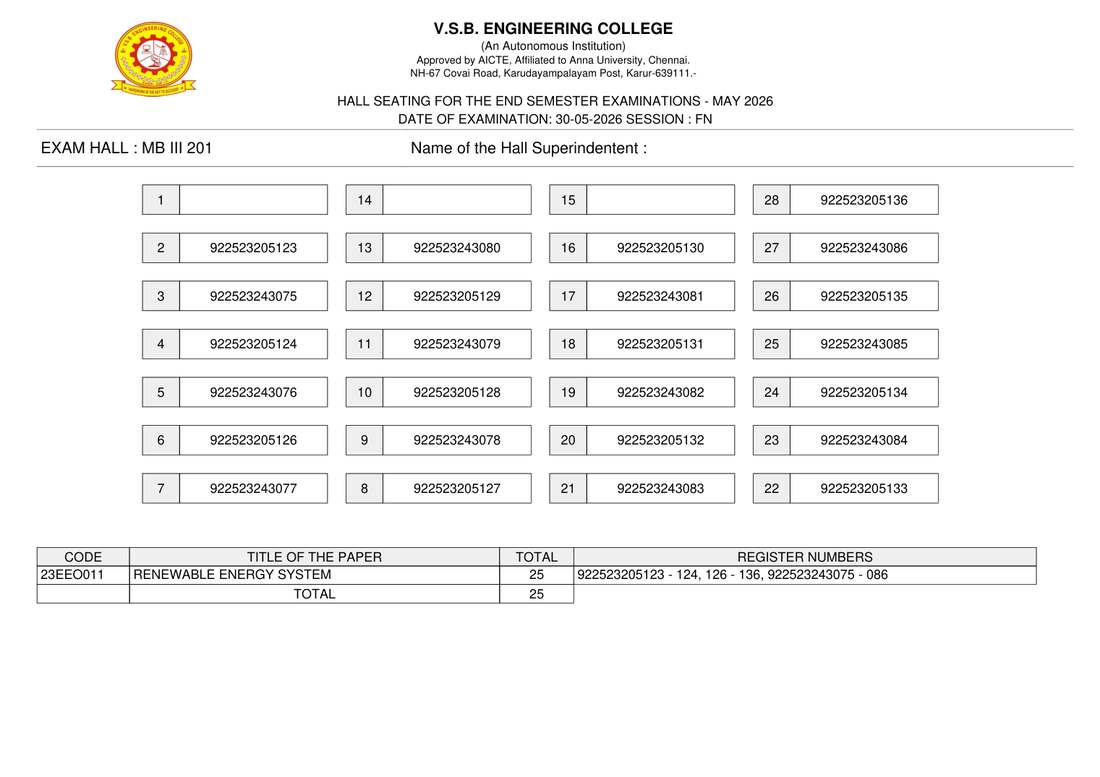 V.S.B. ENGINEERING COLLEGE
(An Autonomous Institution)
Approved by AICTE, Affiliated to Anna University, Chennai.
NH-67 Covai Road, Karudayampalayam Post, Karur-639111.-
HALL SEATING FOR THE END SEMESTER EXAMINATIONS - MAY 2026
DATE OF EXAMINATION: 30-05-2026 SESSION : FN
EXAM HALL : MB III 201 Name of the Hall Superindentent :
1 14 15 28 922523205136
2 922523205123 13 922523243080 16 922523205130 27 922523243086
3 922523243075 12 922523205129 17 922523243081 26 922523205135
4 922523205124 11 922523243079 18 922523205131 25 922523243085
5 922523243076 10 922523205128 19 922523243082 24 922523205134
6 922523205126 9 922523243078 20 922523205132 23 922523243084
7 922523243077 8 922523205127 21 922523243083 22 922523205133
CODE TITLE OF THE PAPER TOTAL REGISTER NUMBERS
23EEO011 RENEWABLE ENERGY SYSTEM 25 922523205123 - 124, 126 - 136, 922523243075 - 086
TOTAL 25